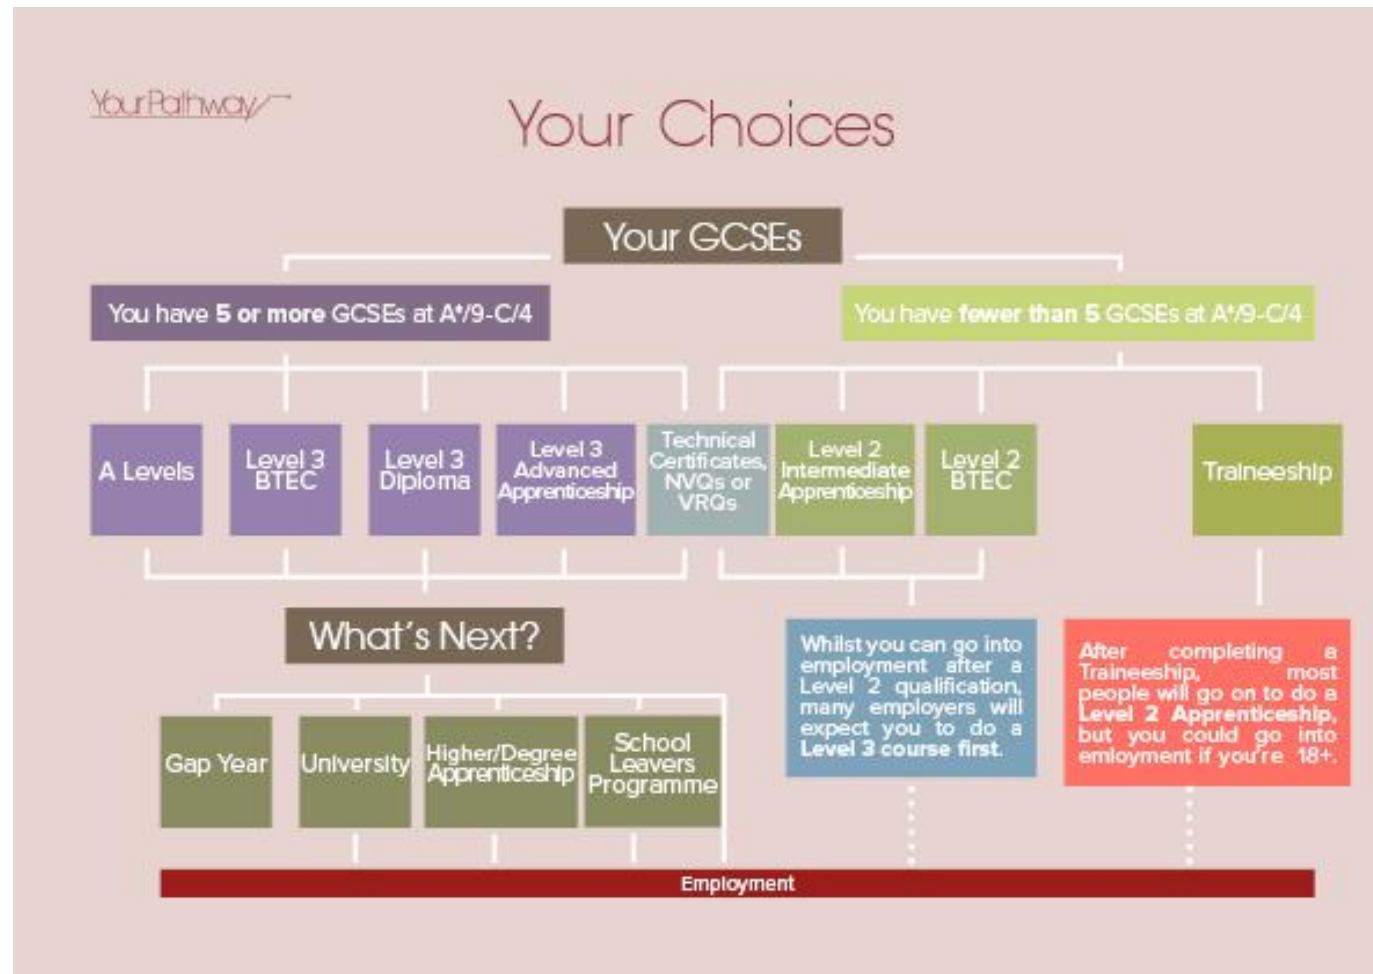 YourPathway
Your Choices
Your GCSEs
You have 5 or more GCSEs at A*/9-C/4
You have fewer than 5 GCSEs at A*/9-C/4
A Levels
Level 3
BTEC
Level 3
Diploma
Level 3
Advanced
Apprenticeship
Technical
Certificates,
NVQs or
VRQs
Level 2
Intermediate
Apprenticeship
Level 2
BTEC
Traineeship
What's Next?
Whilst you can go into
employment after a
Level 2 qualification,
many employers will
expect you to do a
Level 3 course first.
After completing a
Traineeship, most
people will go on to do a
Level 2 Apprenticeship,
but you could go into
emloyment if you're 18+.
Gap Year
University
Higher/Degree
Apprenticeship
School
Leavers
Programme
Employment